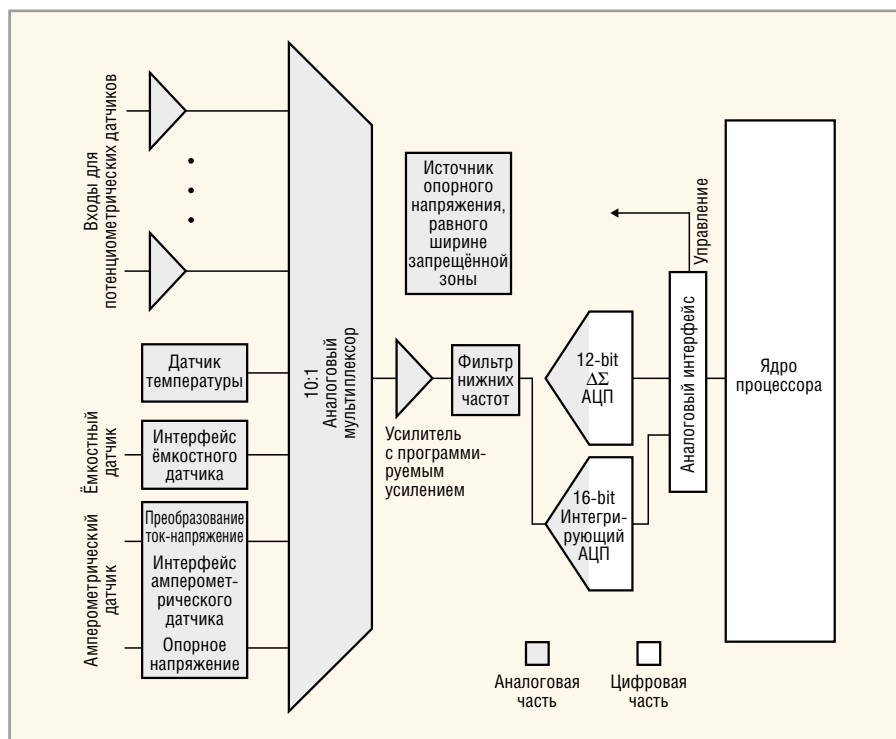 Входы для
потенциометрических датчиков
Датчик
температуры
Ёмкостный
датчик
Интерфейс
ёмкостного
датчика
Амперометрический
датчик
Преобразование
ток-напряжение
Интерфейс
амперомет-
рического
датчика
Опорное
напряжение
10:1
Аналоговый
мультиплексор
Источник
опорного
напряжения,
равного
ширине
запрещённой
зоны
Усилитель
с программи-
руемым
усилением
Фильтр
нижних
частот
12-bit
ΔΣ
АЦП
16-bit
Интегри-
рующий
АЦП
Управление
Аналоговый интерфейс
Ядро
процессора
Аналоговая
часть
Цифровая
часть